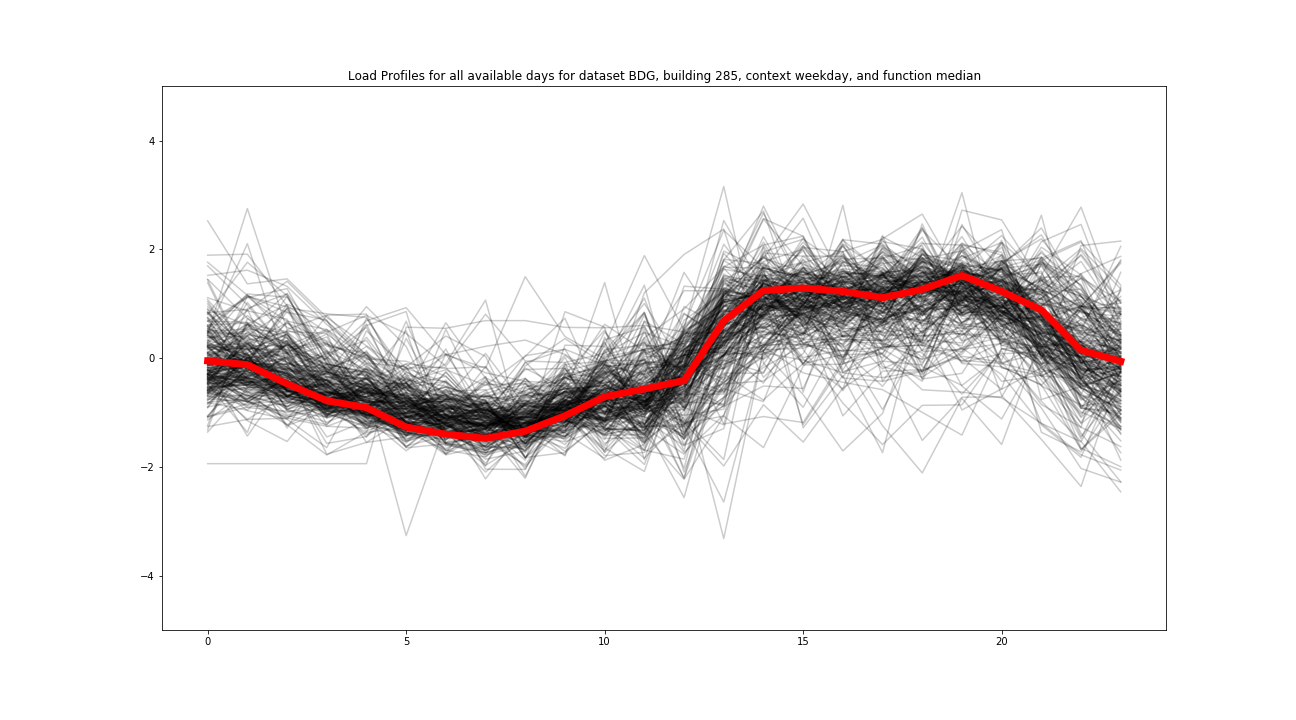 Load Profiles for all available days for dataset BDG, building 285, context weekday, and function median
4
2
0
−2
−4
0 5 10 15 20